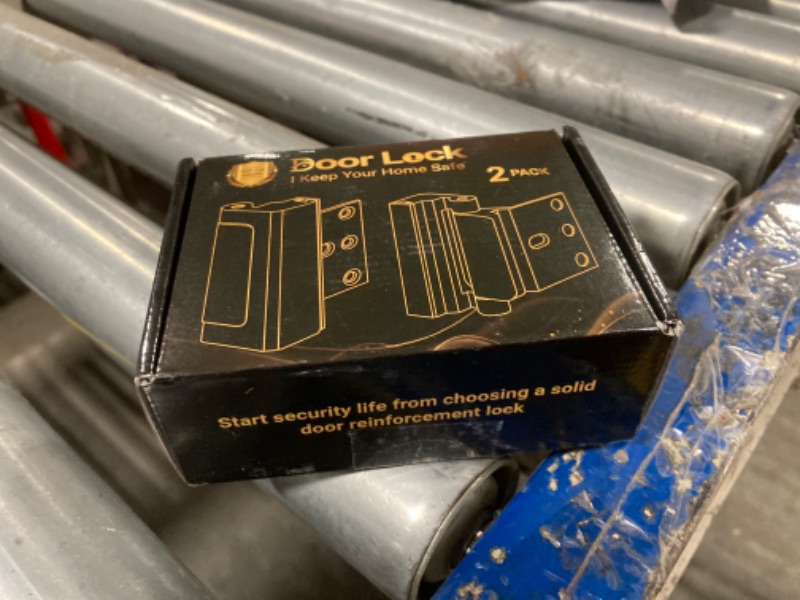 Door Lock
I Keep Your Home Safe
2 PACK
Start security life from choosing a solid
door reinforcement lock